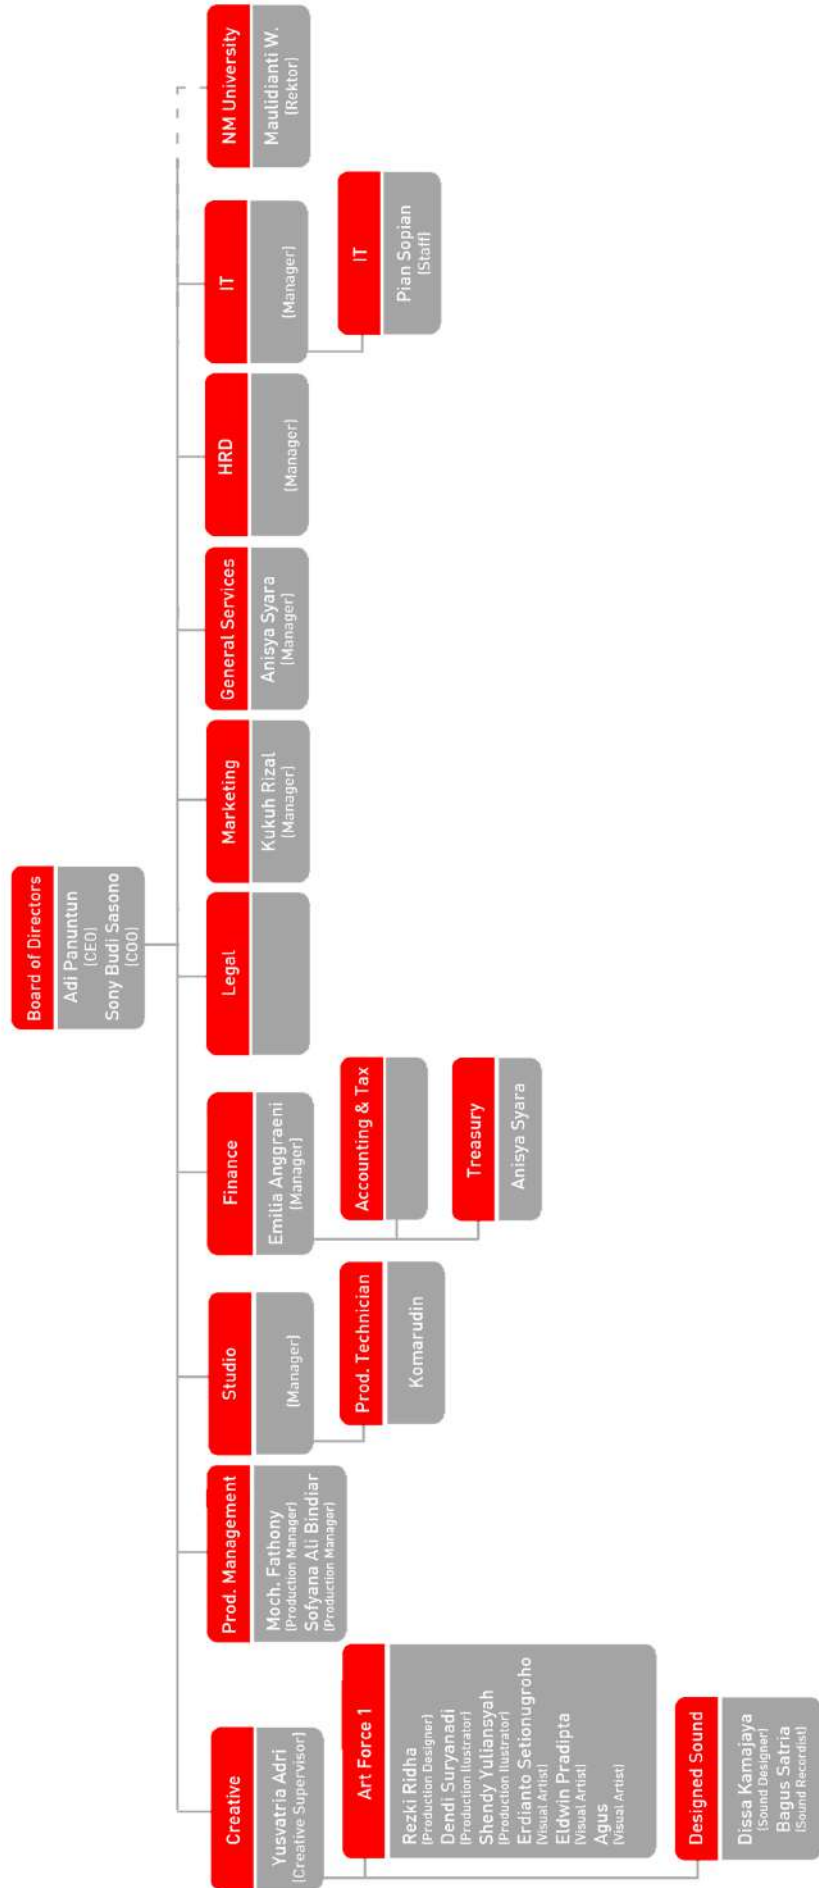 Board of Directors
Adi Panuntun
(CEO)
Sony Budi Sasono
(COO)
Creative
Yusvatria Adri
(Creative Supervisor)
Art Force 1
Rezki Ridha
(Production Designer)
Dendi Suryanadi
(Production Ilustrator)
Shendy Yuliansyah
(Production Ilustrator)
Erdianto Setionugroho
(Visual Artist)
Eldwin Pradipta
(Visual Artist)
Agus
(Visual Artist)
Designed Sound
Dissa Kamajaya
(Sound Designer)
Bagus Satria
(Sound Recordist)
Prod. Management
Moch. Fathony
(Production Manager)
Sofyana Ali Bindiar
(Production Manager)
Studio
(Manager)
Prod. Technician
Komarudin
Finance
Emilia Anggraeni
(Manager)
Accounting & Tax
Treasury
Anisya Syara
Legal
Marketing
Kukuh Rizal
(Manager)
General Services
Anisya Syara
(Manager)
HRD
(Manager)
IT
(Manager)
IT
Pian Sopian
(Staff)
NM University
Maulidianti W.
(Rektor)